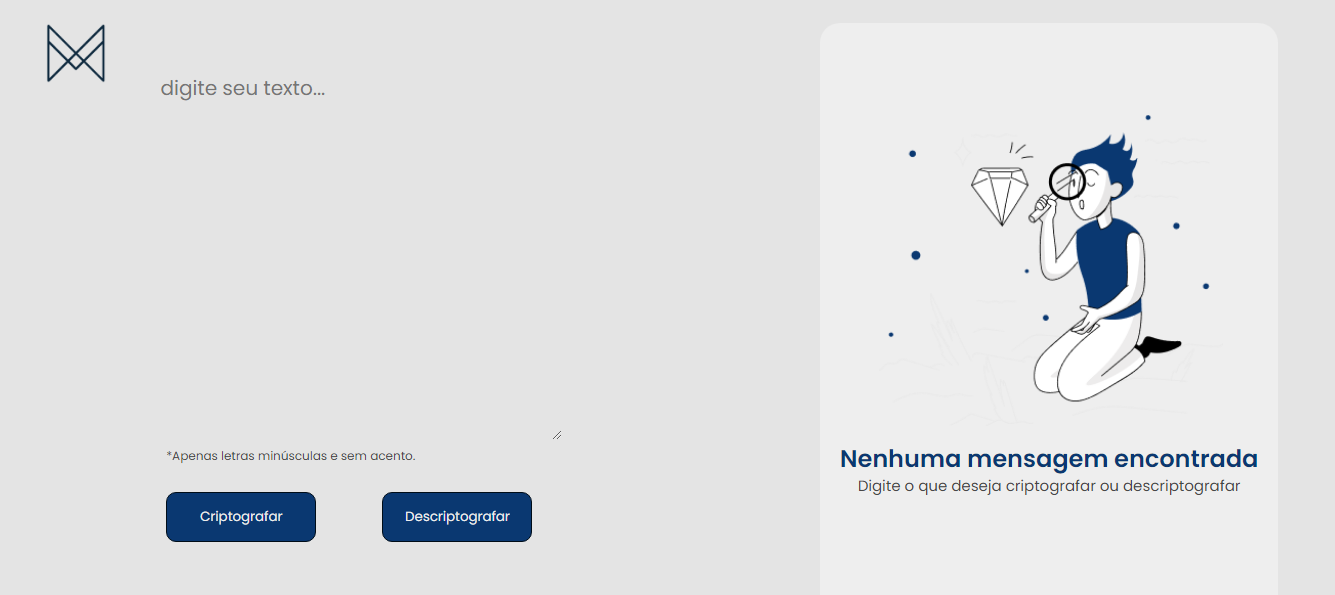 digite seu texto...
*Apenas letras minúsculas e sem acento.
Criptografar
Descriptografar
Nenhuma mensagem encontrada
Digite o que deseja criptografar ou descriptografar